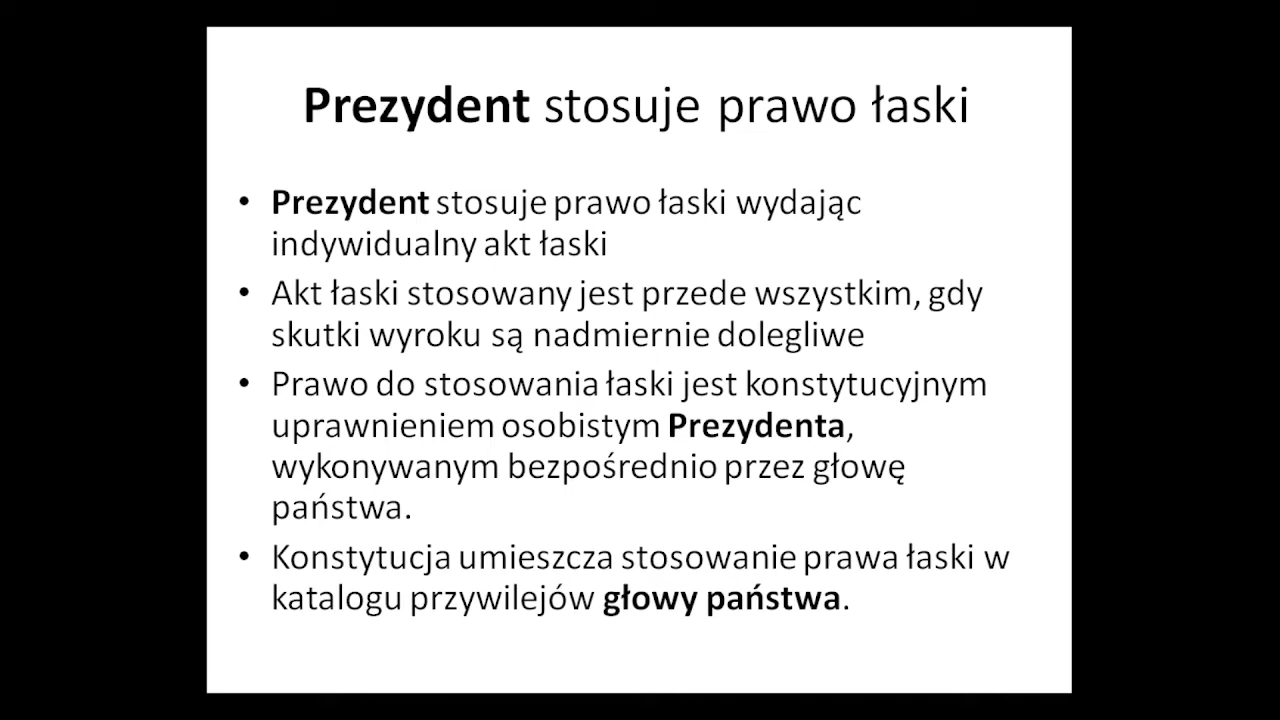 Prezydent stosuje prawo łaski
• Prezydent stosuje prawo łaski wydając
indywidualny akt łaski
• Akt łaski stosowany jest przede wszystkim, gdy
skutki wyroku są nadmiernie dolegliwe
• Prawo do stosowania łaski jest konstytucyjnym
uprawnieniem osobistym Prezydenta,
wykonywanym bezpośrednio przez głowę
państwa.
• Konstytucja umieszcza stosowanie prawa łaski w
katalogu przywilejów głowy państwa.